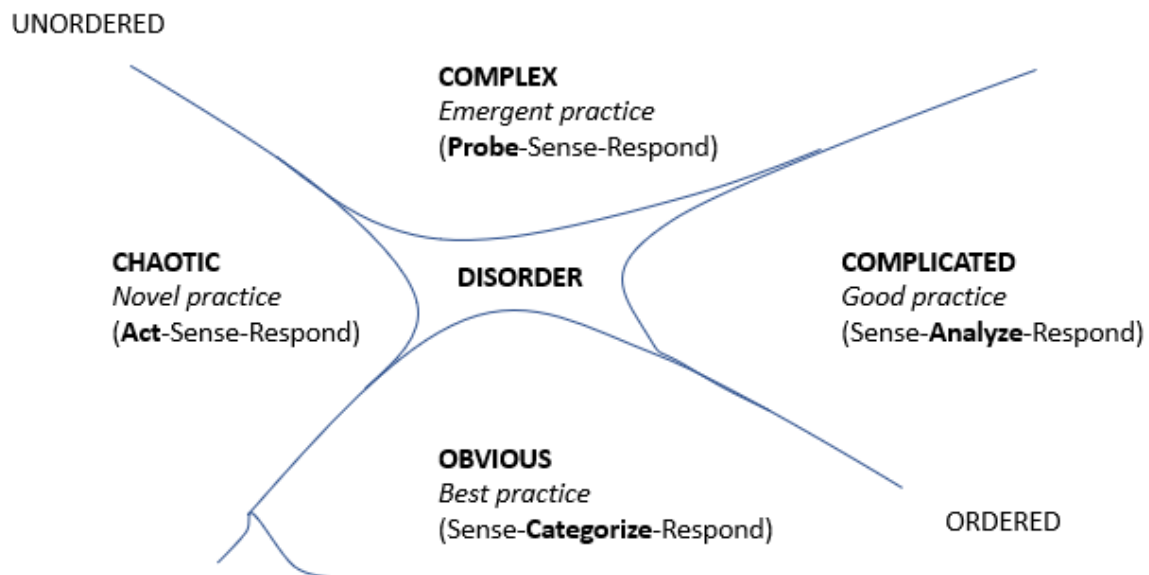 UNORDERED
COMPLEX
Emergent practice
(Probe-Sense-Respond)
CHAOTIC
Novel practice
(Act-Sense-Respond)
DISORDER
COMPLICATED
Good practice
(Sense-Analyze-Respond)
OBVIOUS
Best practice
(Sense-Categorize-Respond)
ORDERED